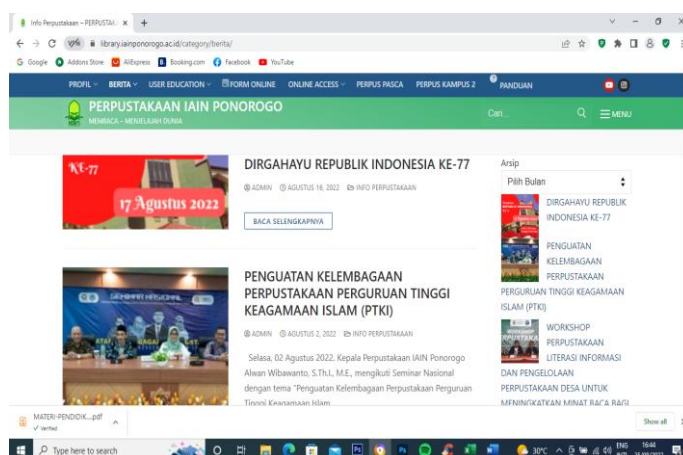 Info Perpustakaan – PERPUSTAK
library.iainponorogo.ac.id/category/berita/
Google Addons Store AliExpress Booking.com Facebook YouTube
PROFIL BERITA USER EDUCATION FORM ONLINE ONLINE ACCESS PERPUS PASCA PERPUS KAMPUS 2 PANDUAN
PERPUSTAKAAN IAIN PONOROGO
MEMBACA – MENJELAJAH DUNIA
Cari...
MENU
KE-77
17 Agustus 2022
DIRGAHAYU REPUBLIK INDONESIA KE-77
ADMIN AGUSTUS 16, 2022 INFO PERPUSTAKAAN
BACA SELENGKAPNYA
SEMINAR NASIONAL
PENGUATAN KELEMBAGAAN
PERPUSTAKAAN PERGURUAN TINGGI
KEAGAMAAN ISLAM (PTKI)
ADMIN AGUSTUS 2, 2022 INFO PERPUSTAKAAN
Selasa, 02 Agustus 2022. Kepala Perpustakaan IAIN Ponorogo
Alwan Wibawanto, S.Th.I., M.E., mengikuti Seminar Nasional
dengan tema "Penguatan Kelembagaan Perpustakaan Perguruan
Tinggi Keagamaan Islam
Arsip
Pilih Bulan
DIRGAHAYU REPUBLIK
INDONESIA KE-77
PENGUATAN
KELEMBAGAAN
PERPUSTAKAAN
PERGURUAN TINGGI KEAGAMAAN
ISLAM (PTKI)
WORKSHOP
PERPUSTAKAAN
LITERASI INFORMASI
DAN PENGELOLAAN
PERPUSTAKAAN DESA UNTUK
MENINGKATKAN MINAT BACA BAGI
MATERI-PENDIDIK....pdf
Verified
Show all
Type here to search
30°C
ENG
16:44